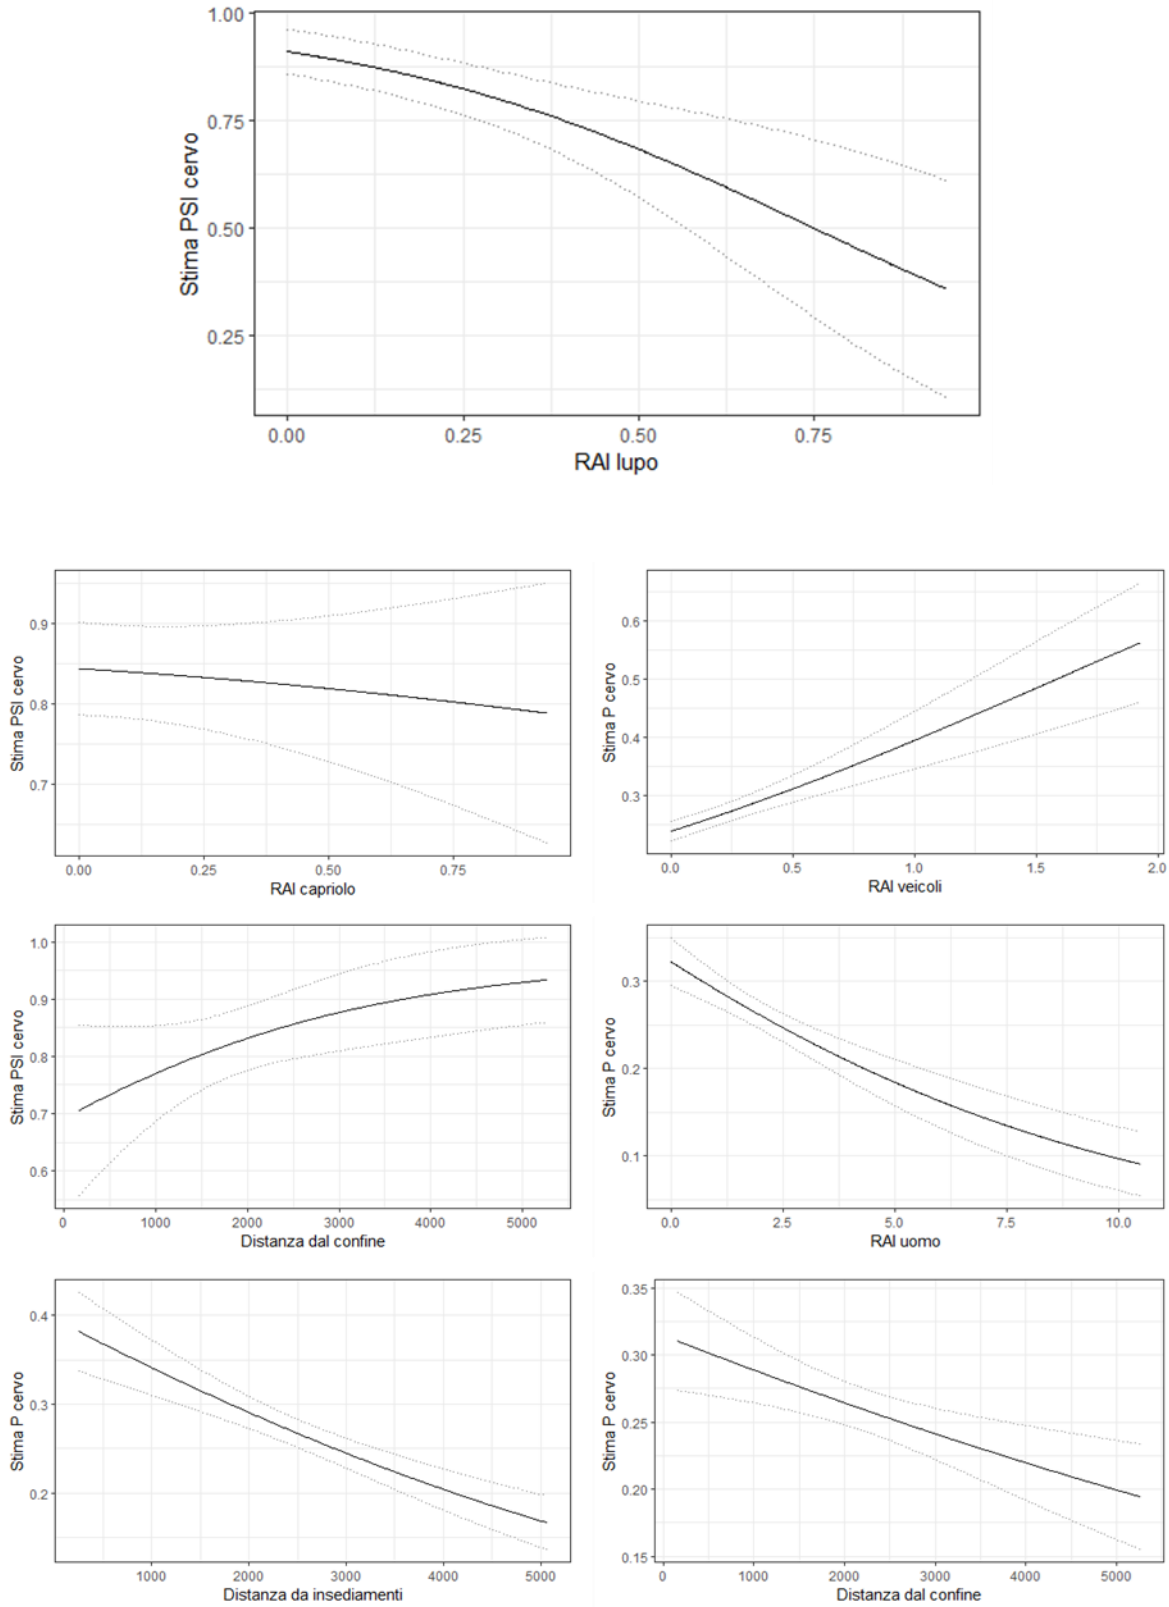 1.00
0.75
0.50
0.25
Stima PSI cervo
0.00 0.25 0.50 0.75
RAI lupo
0.9
0.8
0.7
Stima PSI cervo
0.00 0.25 0.50 0.75
RAI capriolo
0.6
0.5
0.4
0.3
Stima P cervo
0.0 0.5 1.0 1.5 2.0
RAI veicoli
1.0
0.9
0.8
0.7
0.6
Stima PSI cervo
0 1000 2000 3000 4000 5000
Distanza dal confine
0.3
0.2
0.1
Stima P cervo
0.0 2.5 5.0 7.5 10.0
RAI uomo
0.4
0.3
0.2
Stima P cervo
1000 2000 3000 4000 5000
Distanza da insediamenti
0.35
0.30
0.25
0.20
0.15
Stima P cervo
0 1000 2000 3000 4000 5000
Distanza dal confine